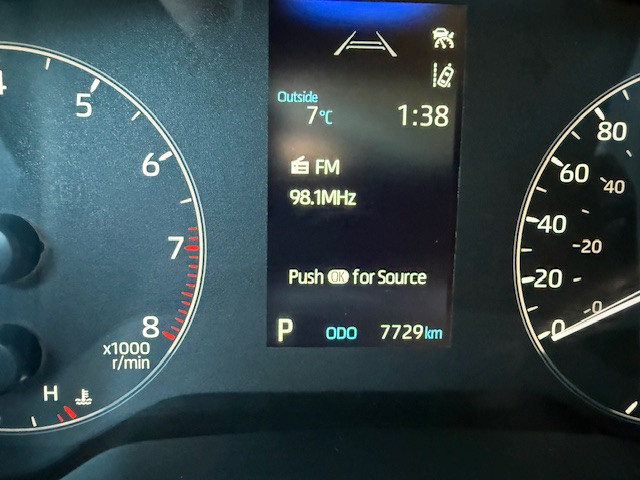 4
5
6
7
8
x1000
r/min
H
Outside
7°C
1:38
FM
98.1MHz
Push OK for Source
P ODO 7729km
80
60
40
40
20
20
0
0